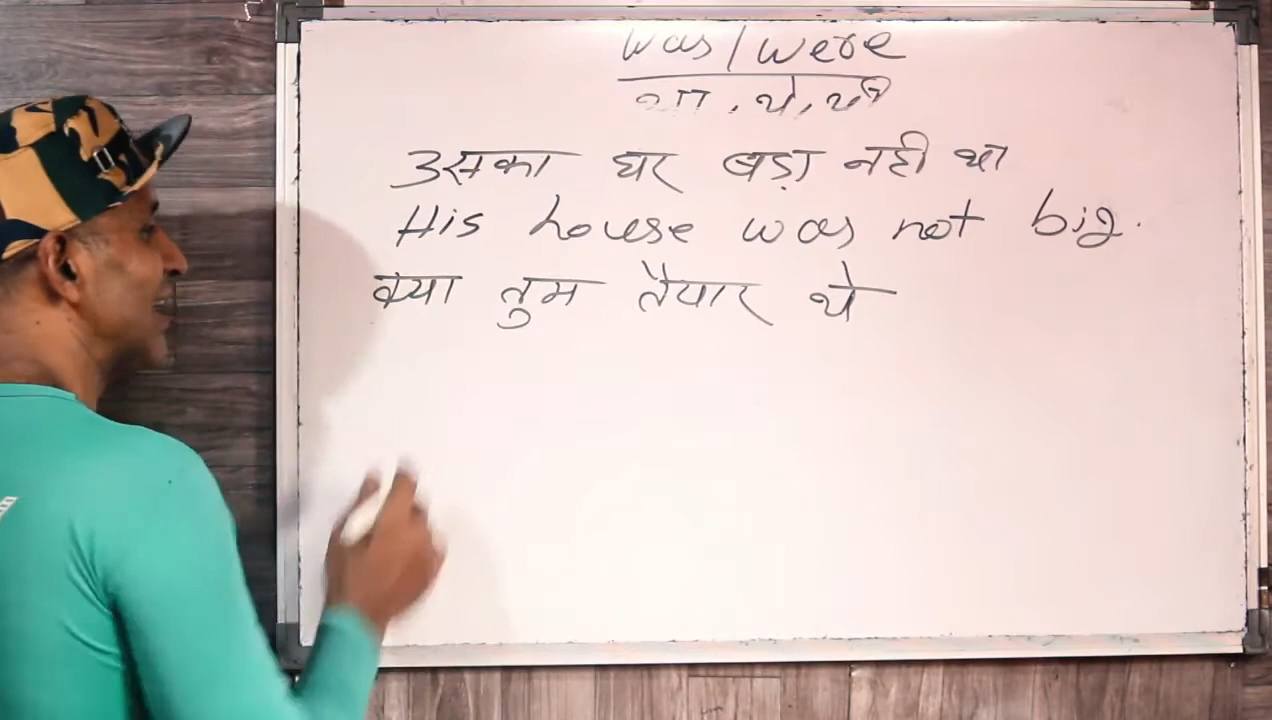 was/were
था, थे, थी
उसका घर बड़ा नही था
His house was not big.
क्या तुम तैयार थे